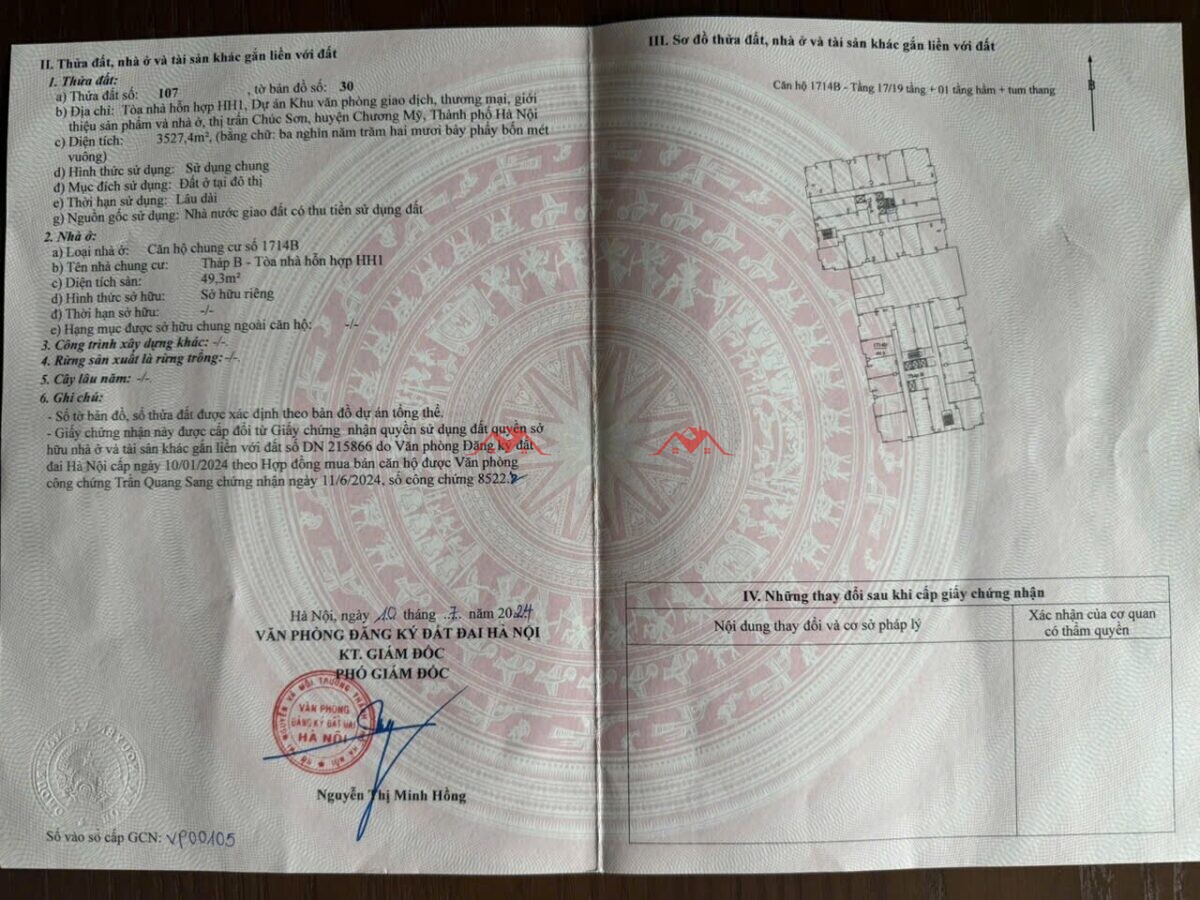 II. Thửa đất, nhà ở và tài sản khác gắn liền với đất
1. Thửa đất:
a) Thửa đất số: 107 , tờ bản đồ số: 30
b) Địa chỉ: Tòa nhà hỗn hợp HH1, Dự án Khu văn phòng giao dịch, thương mại, giới
thiệu sản phẩm và nhà ở, thị trấn Chúc Sơn, huyện Chương Mỹ, Thành phố Hà Nội
c) Diện tích: 3527,4m², (bằng chữ: ba nghìn năm trăm hai mươi bảy phẩy bốn mét
vuông)
d) Hình thức sử dụng: Sử dụng chung
đ) Mục đích sử dụng: Đất ở tại đô thị
e) Thời hạn sử dụng: Lâu dài
g) Nguồn gốc sử dụng: Nhà nước giao đất có thu tiền sử dụng đất
2. Nhà ở:
a) Loại nhà ở: Căn hộ chung cư số 1714B
b) Tên nhà chung cư: Tháp B - Tòa nhà hỗn hợp HH1
c) Diện tích sàn: 49,3m²
d) Hình thức sở hữu: Sở hữu riêng
đ) Thời hạn sở hữu: -/-
e) Hạng mục được sở hữu chung ngoài căn hộ: -/-
3. Công trình xây dựng khác: -/-.
4. Rừng sản xuất là rừng trồng:-/-.
5. Cây lâu năm: -/-.
6. Ghi chú:
- Số tờ bản đồ, số thửa đất được xác định theo bản đồ dự án tổng thể.
- Giấy chứng nhận này được cấp đổi từ Giấy chứng nhận quyền sử dụng đất quyền sở
hữu nhà ở và tài sản khác gắn liền với đất số DN 215866 do Văn phòng Đăng ký đất
đai Hà Nội cấp ngày 10/01/2024 theo Hợp đồng mua bán căn hộ được Văn phòng
công chứng Trần Quang Sang chứng nhận ngày 11/6/2024, số công chứng 8522.
Hà Nội, ngày 10 tháng 7 năm 2024
VĂN PHÒNG ĐĂNG KÝ ĐẤT ĐAI HÀ NỘI
KT. GIÁM ĐỐC
PHÓ GIÁM ĐỐC
VĂN PHÒNG
ĐĂNG KÝ ĐẤT ĐAI
HÀ NỘI
Nguyễn Thị Minh Hồng
Số vào sổ cấp GCN: VP00105
III. Sơ đồ thửa đất, nhà ở và tài sản khác gắn liền với đất
Căn hộ 1714B - Tầng 17/19 tầng + 01 tầng hầm + tum thang
B
1714B
Tháp B
IV. Những thay đổi sau khi cấp giấy chứng nhận
Nội dung thay đổi và cơ sở pháp lý
Xác nhận của cơ quan
có thẩm quyền